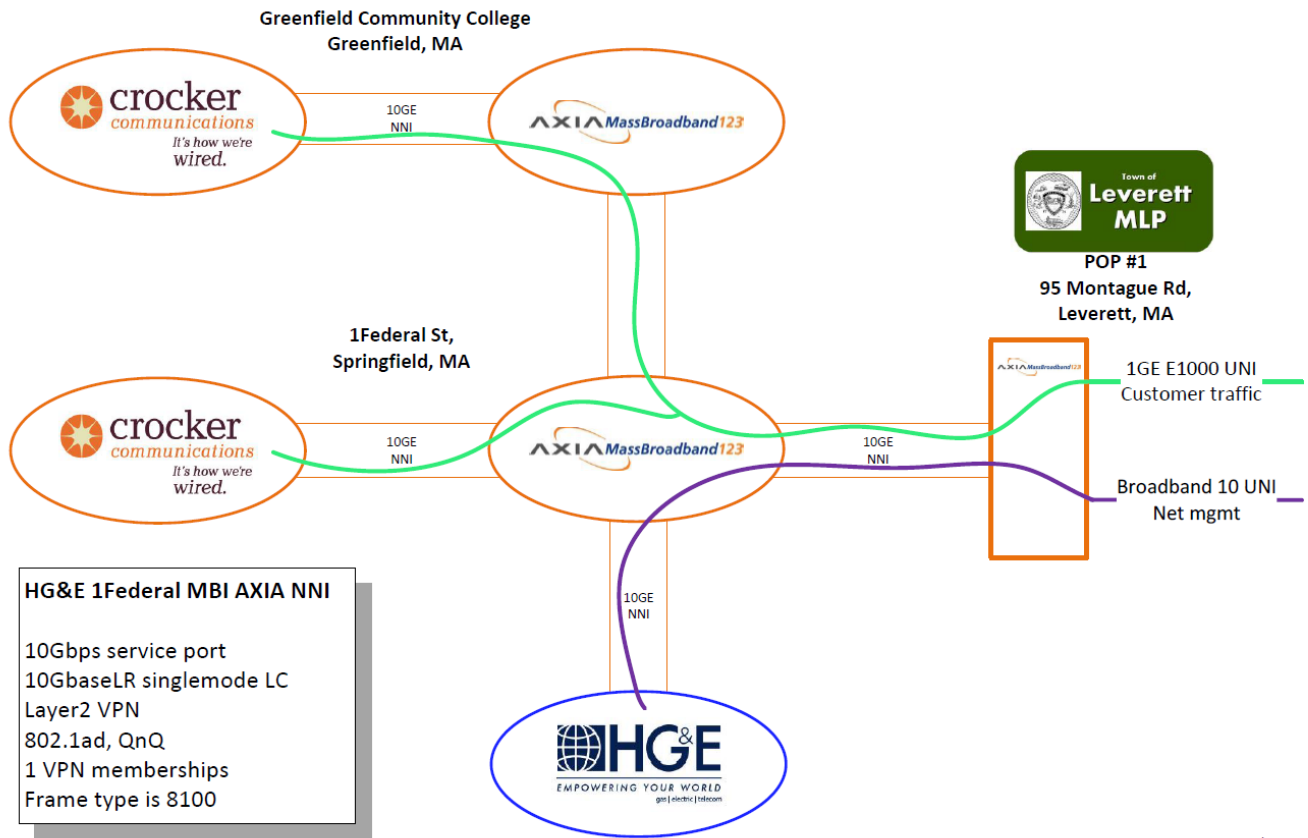 Greenfield Community College
Greenfield, MA
crocker
communications
It's how we're
wired.
10GE
NNI
AXIA MassBroadband123
Town of
Leverett
MLP
POP #1
95 Montague Rd,
Leverett, MA
1Federal St,
Springfield, MA
AXIA MassBroadband123
1GE E1000 UNI
Customer traffic
crocker
communications
It's how we're
wired.
10GE
NNI
AXIA MassBroadband123
10GE
NNI
Broadband 10 UNI
Net mgmt
10GE
NNI
HG&E 1Federal MBI AXIA NNI
10Gbps service port
10GbaseLR singlemode LC
Layer2 VPN
802.1ad, QnQ
1 VPN memberships
Frame type is 8100
HG&E
EMPOWERING YOUR WORLD
gas | electric | telecom